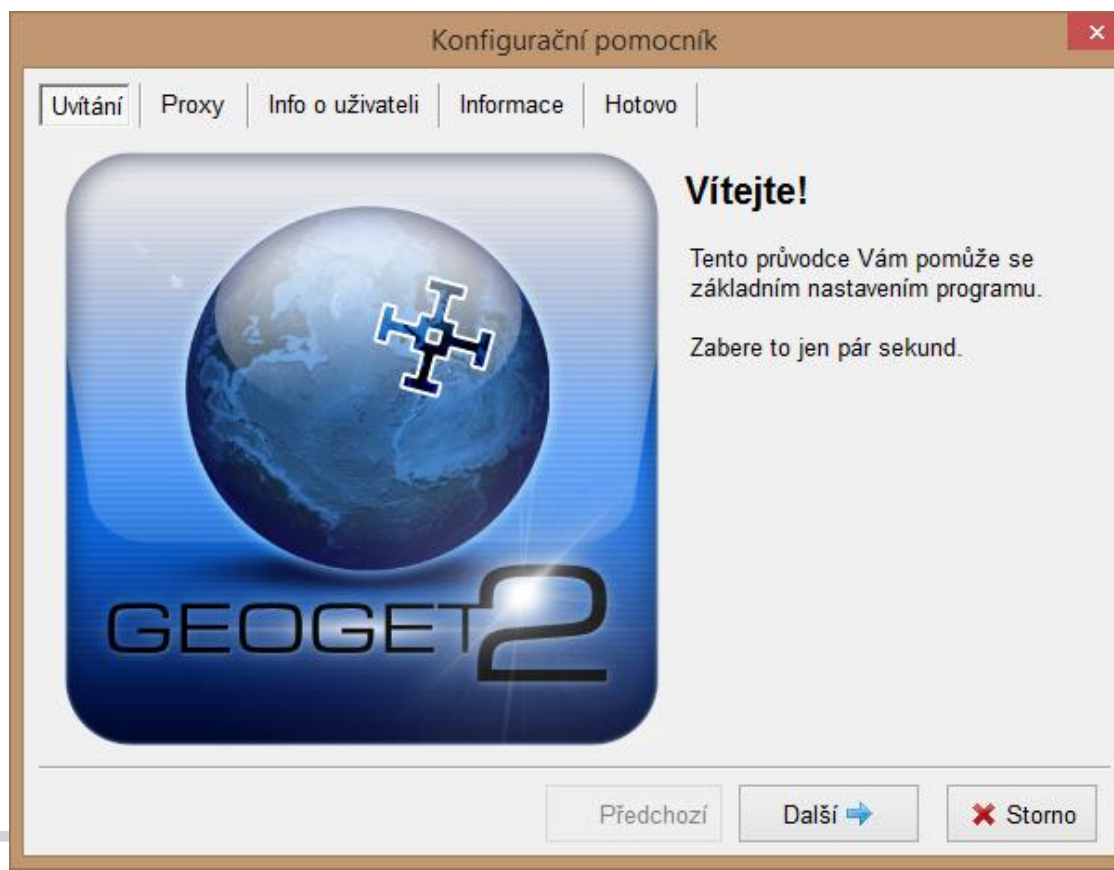 Konfigurační pomocník
Uvítání Proxy Info o uživateli Informace Hotovo
Vítejte!
Tento průvodce Vám pomůže se
základním nastavením programu.
Zabere to jen pár sekund.
GEOGET2
Předchozí Další Storno